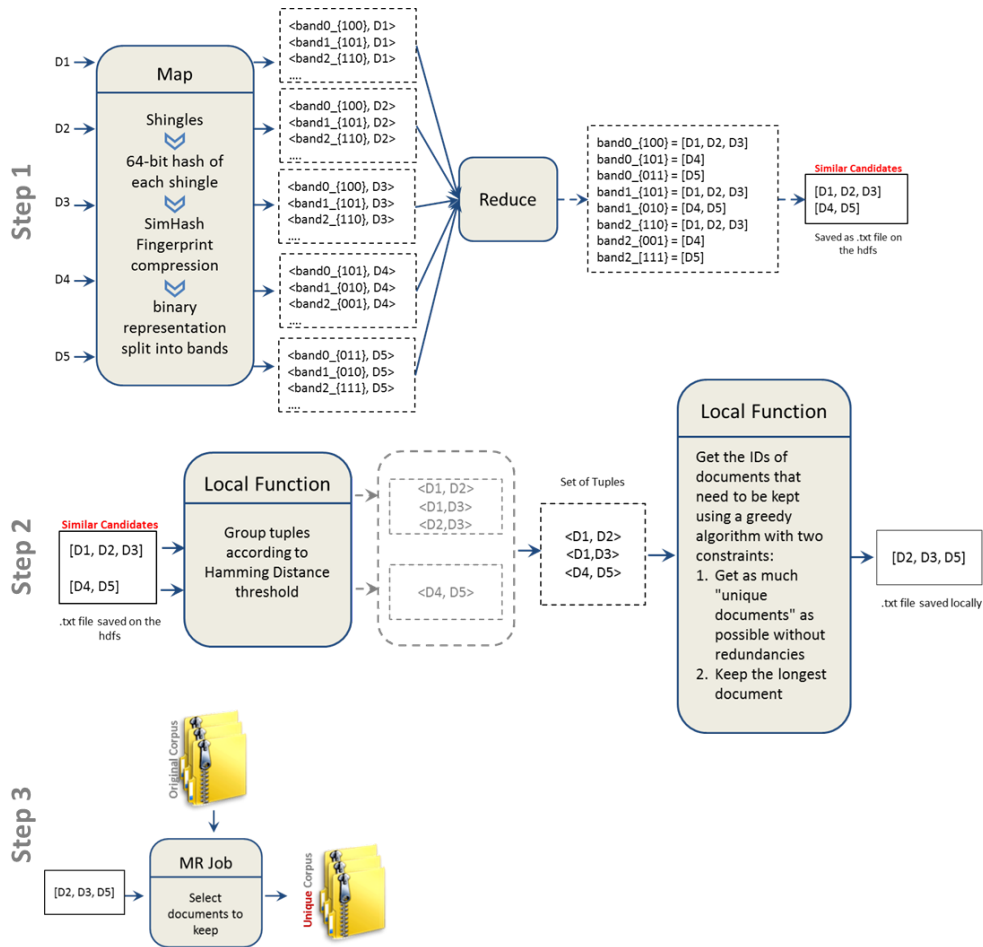 Step 1
D1
D2
D3
D4
D5
Map
Shingles
64-bit hash of
each shingle
SimHash
Fingerprint
compression
binary
representation
split into bands
<band0_{100}, D1>
<band1_{101}, D1>
<band2_{110}, D1>
....
<band0_{100}, D2>
<band1_{101}, D2>
<band2_{110}, D2>
....
<band0_{100}, D3>
<band1_{101}, D3>
<band2_{110}, D3>
....
<band0_{101}, D4>
<band1_{010}, D4>
<band2_{001}, D4>
....
<band0_{011}, D5>
<band1_{010}, D5>
<band2_{111}, D5>
....
Reduce
band0_{100} = [D1, D2, D3]
band0_{101} = [D4]
band0_{011} = [D5]
band1_{101} = [D1, D2, D3]
band1_{010} = [D4, D5]
band2_{110} = [D1, D2, D3]
band2_{001} = [D4]
band2_[111} = [D5]
Similar Candidates
[D1, D2, D3]
[D4, D5]
Saved as .txt file on
the hdfs
Step 2
Similar Candidates
[D1, D2, D3]
[D4, D5]
.txt file saved on the
hdfs
Local Function
Group tuples
according to
Hamming Distance
threshold
<D1, D2>
<D1,D3>
<D2,D3>
<D4, D5>
Set of Tuples
<D1, D2>
<D1,D3>
<D4, D5>
Local Function
Get the IDs of
documents that
need to be kept
using a greedy
algorithm with two
constraints:
1. Get as much
"unique
documents" as
possible without
redundancies
2. Keep the longest
document
[D2, D3, D5]
.txt file saved locally
Step 3
Original Corpus
[D2, D3, D5]
MR Job
Select
documents to
keep
Unique Corpus